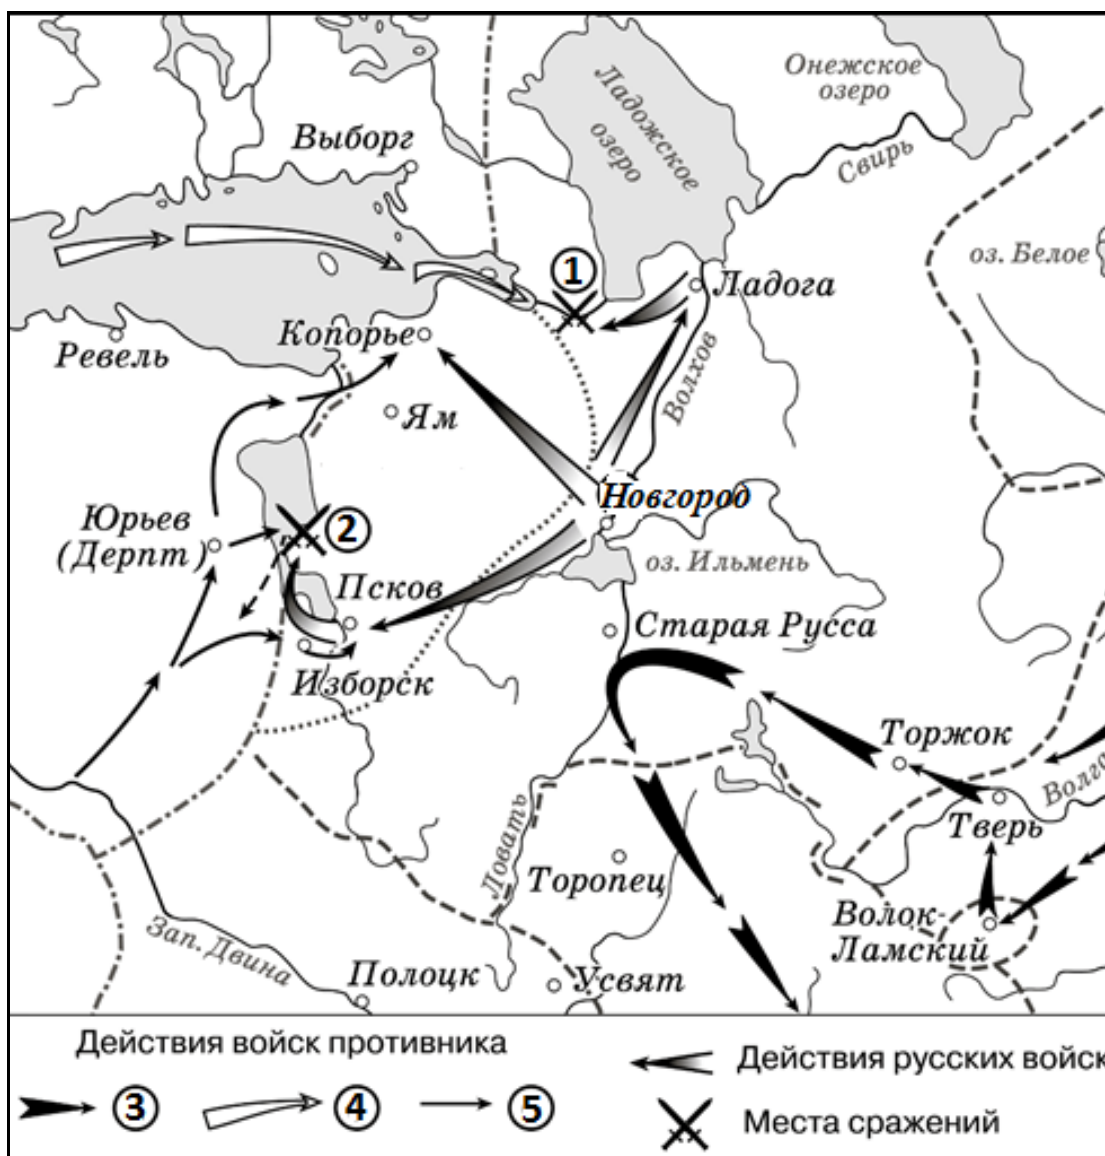 Онежское
озеро
Ладожское
озеро
Выборг
Свирь
оз. Белое
1
Ладога
Копорье
Ревель
Волхов
Ям
Новгород
Юрьев
(Дерпт)
2
оз. Ильмень
Псков
Старая Русса
Изборск
Торжок
Волга
Тверь
Ловать
Торопец
Волок-
Ламский
Зап. Двина
Полоцк
Усвят
Действия войск противника
Действия русских войск
3
4
5
Места сражений